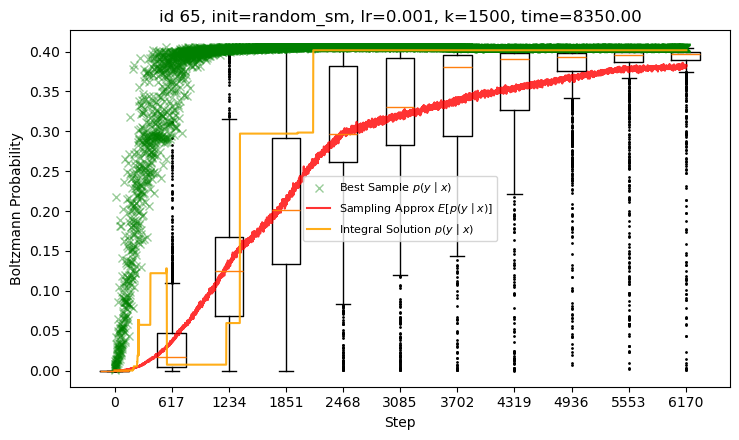 id 65, init=random_sm, lr=0.001, k=1500, time=8350.00
Boltzmann Probability
0.40
0.35
0.30
0.25
0.20
0.15
0.10
0.05
0.00
Best Sample p(y | x)
Sampling Approx E[p(y | x)]
Integral Solution p(y | x)
0 617 1234 1851 2468 3085 3702 4319 4936 5553 6170
Step